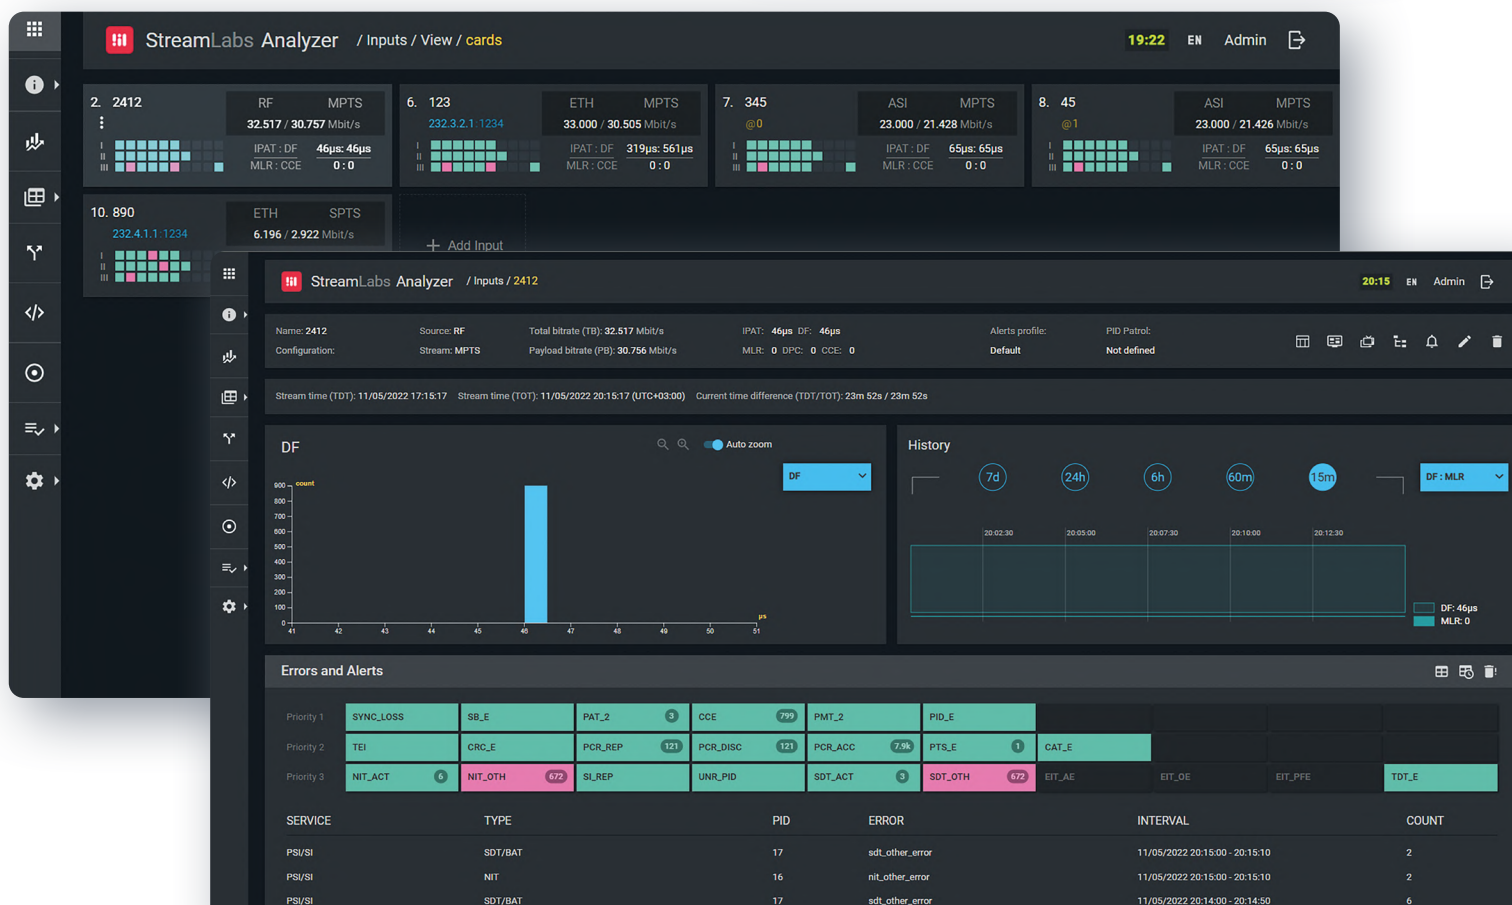 StreamLabs Analyzer / Inputs / View / cards
19:22 EN Admin
2. 2412
RF MPTS
32.517 / 30.757 Mbit/s
IPAT : DF 46µs: 46µs
MLR : CCE 0 : 0
I
II
III
6. 123
232.3.2.1:1234
ETH MPTS
33.000 / 30.505 Mbit/s
IPAT : DF 319µs: 561µs
MLR : CCE 0 : 0
I
II
III
7. 345
@0
ASI MPTS
23.000 / 21.428 Mbit/s
IPAT : DF 65µs: 65µs
MLR : CCE 0 : 0
I
II
III
8. 45
@1
ASI MPTS
23.000 / 21.426 Mbit/s
IPAT : DF 65µs: 65µs
MLR : CCE 0 : 0
I
II
III
10. 890
232.4.1.1:1234
ETH SPTS
6.196 / 2.922 Mbit/s
I
II
III
+ Add Input
StreamLabs Analyzer / Inputs / 2412
20:15 EN Admin
Name: 2412 Source: RF Total bitrate (TB): 32.517 Mbit/s IPAT: 46µs DF: 46µs Alerts profile: PID Patrol:
Configuration: Stream: MPTS Payload bitrate (PB): 30.756 Mbit/s MLR: 0 DPC: 0 CCE: 0 Default Not defined
Stream time (TDT): 11/05/2022 17:15:17 Stream time (TOT): 11/05/2022 20:15:17 (UTC+03:00) Current time difference (TDT/TOT): 23m 52s / 23m 52s
DF
Auto zoom
DF
count
900
800
700
600
500
400
300
200
100
0
41 42 43 44 45 46 47 48 49 50 51
µs
History
7d 24h 6h 60m 15m
DF : MLR
20:02:30 20:05:00 20:07:30 20:10:00 20:12:30
DF: 46µs
MLR: 0
Errors and Alerts
Priority 1 SYNC_LOSS SB_E PAT_2 3 CCE 799 PMT_2 PID_E
Priority 2 TEI CRC_E PCR_REP 121 PCR_DISC 121 PCR_ACC 7.9k PTS_E 1 CAT_E
Priority 3 NIT_ACT 6 NIT_OTH 672 SI_REP UNR_PID SDT_ACT 3 SDT_OTH 672 EIT_AE EIT_OE EIT_PFE TDT_E
SERVICE TYPE PID ERROR INTERVAL COUNT
PSI/SI SDT/BAT 17 sdt_other_error 11/05/2022 20:15:00 - 20:15:10 2
PSI/SI NIT 16 nit_other_error 11/05/2022 20:15:00 - 20:15:10 2
PSI/SI SDT/BAT 17 sdt_other_error 11/05/2022 20:14:00 - 20:14:50 6